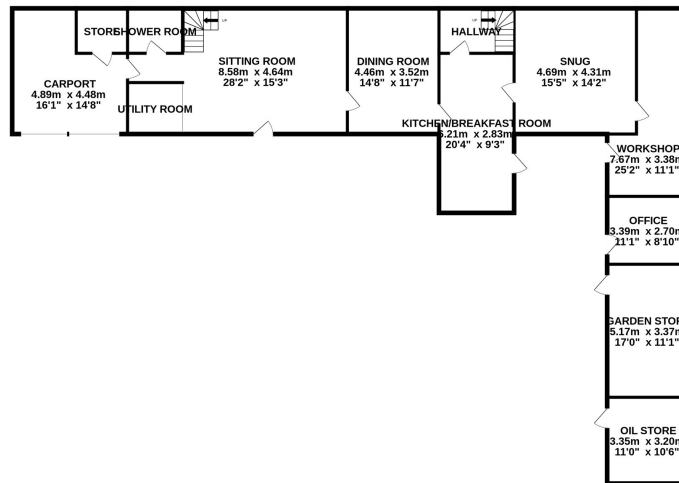 STORE
SHOWER ROOM
UP
SITTING ROOM
8.58m x 4.64m
28'2" x 15'3"
CARPORT
4.89m x 4.48m
16'1" x 14'8"
UTILITY ROOM
DINING ROOM
4.46m x 3.52m
14'8" x 11'7"
UP
HALLWAY
KITCHEN/BREAKFAST ROOM
6.21m x 2.83m
20'4" x 9'3"
SNUG
4.69m x 4.31m
15'5" x 14'2"
WORKSHOP
7.67m x 3.38m
25'2" x 11'1"
OFFICE
3.39m x 2.70m
11'1" x 8'10"
GARDEN STOR
5.17m x 3.37m
17'0" x 11'1"
OIL STORE
3.35m x 3.20m
11'0" x 10'6"